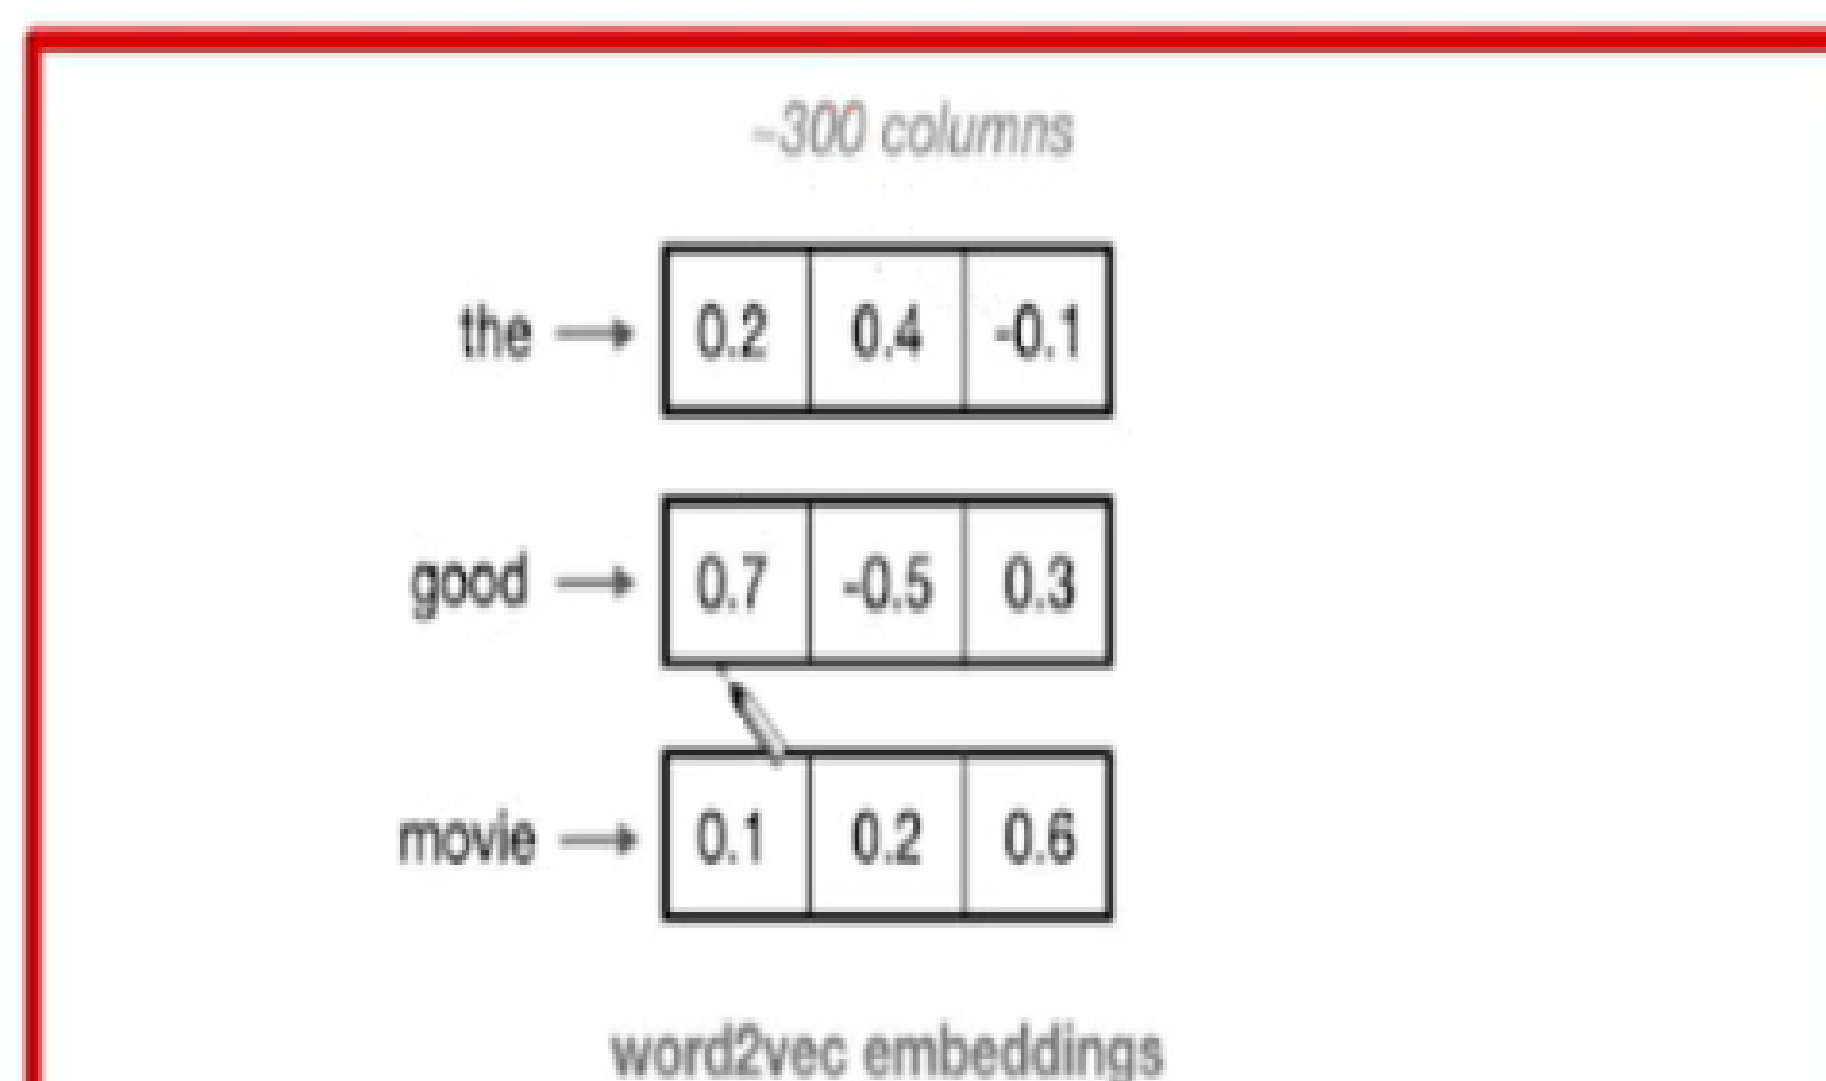 ~300 columns
the → 0.2 0.4 -0.1
good → 0.7 -0.5 0.3
movie → 0.1 0.2 0.6
word2vec embeddings